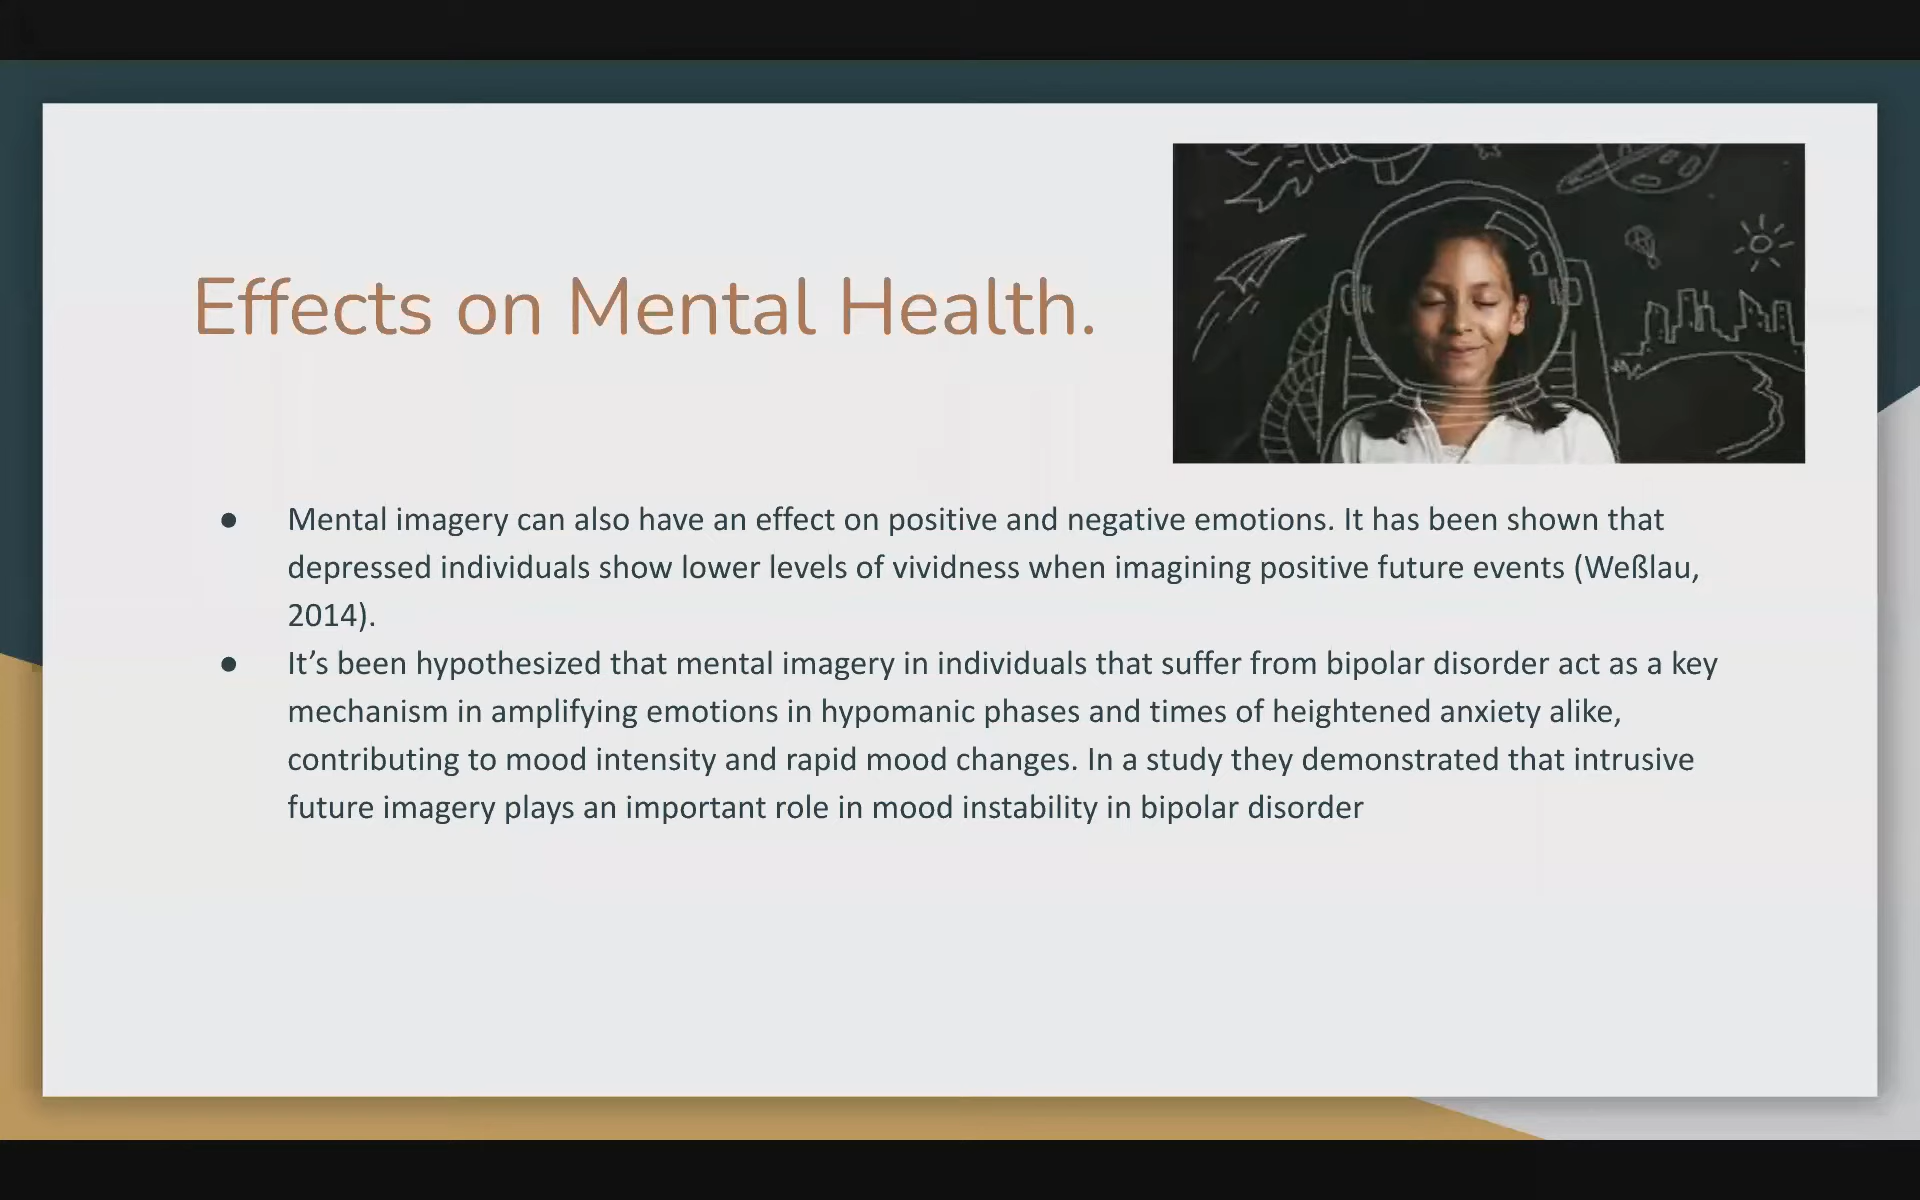 Effects on Mental Health.
● Mental imagery can also have an effect on positive and negative emotions. It has been shown that
depressed individuals show lower levels of vividness when imagining positive future events (Weßlau,
2014).
● It’s been hypothesized that mental imagery in individuals that suffer from bipolar disorder act as a key
mechanism in amplifying emotions in hypomanic phases and times of heightened anxiety alike,
contributing to mood intensity and rapid mood changes. In a study they demonstrated that intrusive
future imagery plays an important role in mood instability in bipolar disorder